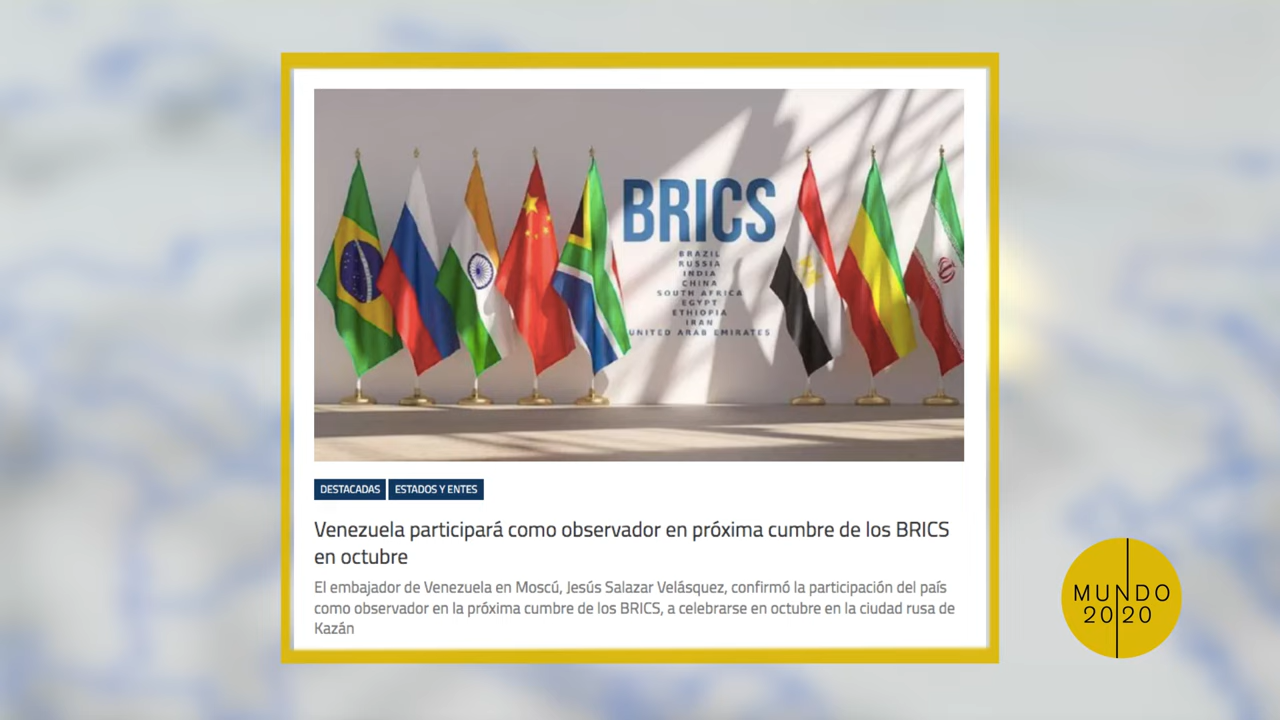 BRICS
BRAZIL
RUSSIA
INDIA
CHINA
SOUTH AFRICA
EGYPT
ETHIOPIA
IRAN
UNITED ARAB EMIRATES
DESTACADAS ESTADOS Y ENTES
Venezuela participará como observador en próxima cumbre de los BRICS
en octubre
El embajador de Venezuela en Moscú, Jesús Salazar Velásquez, confirmó la participación del país
como observador en la próxima cumbre de los BRICS, a celebrarse en octubre en la ciudad rusa de
Kazán
MUNDO
2020